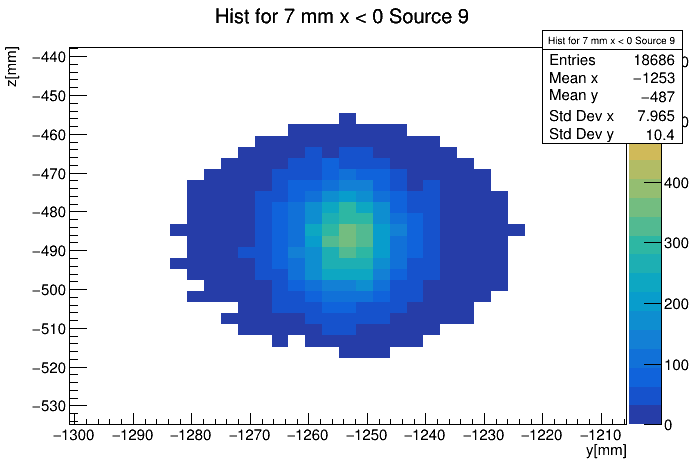 Hist for 7 mm x < 0 Source 9
Hist for 7 mm x < 0 Source 9
Entries 18686
Mean x −1253
Mean y −487
Std Dev x 7.965
Std Dev y 10.4
z[mm]
−440
−450
−460
−470
−480
−490
−500
−510
−520
−530
−1300 −1290 −1280 −1270 −1260 −1250 −1240 −1230 −1220 −1210
y[mm]
400
300
200
100
0